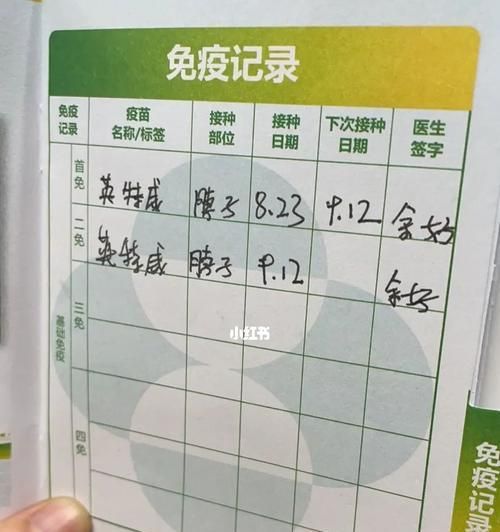 免疫记录
免疫记录 疫苗名称/标签 接种部位 接种日期 下次接种日期 医生签字
首免 英特威 脖子 8.23 9.12
二免 英特威 脖子 9.12
三免
四免
基础免疫
小红书
免疫记录